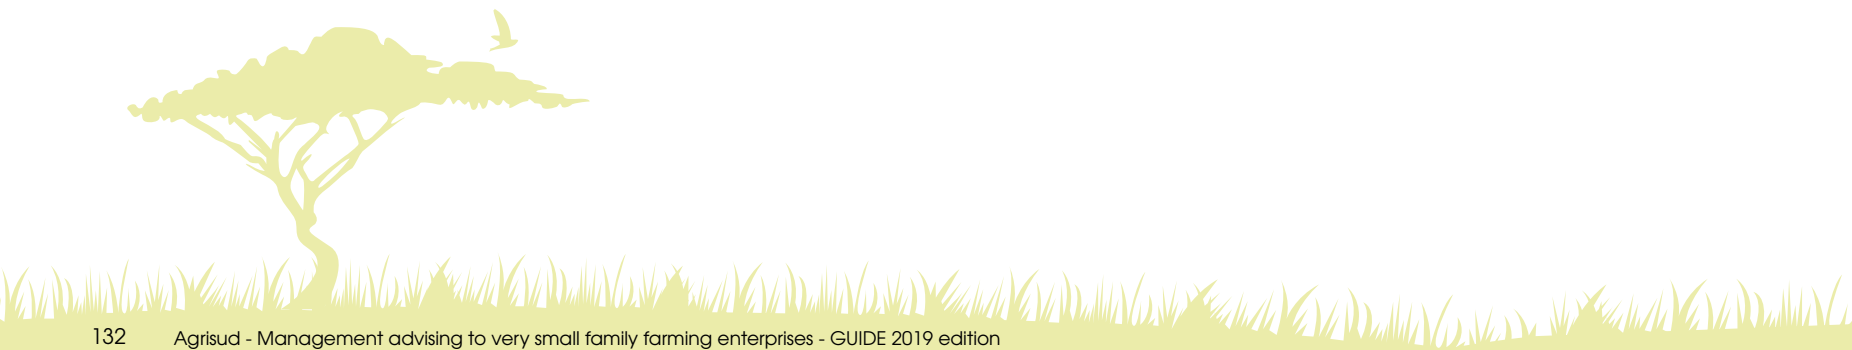 132 Agrisud - Management advising to very small family farming enterprises - GUIDE 2019 edition